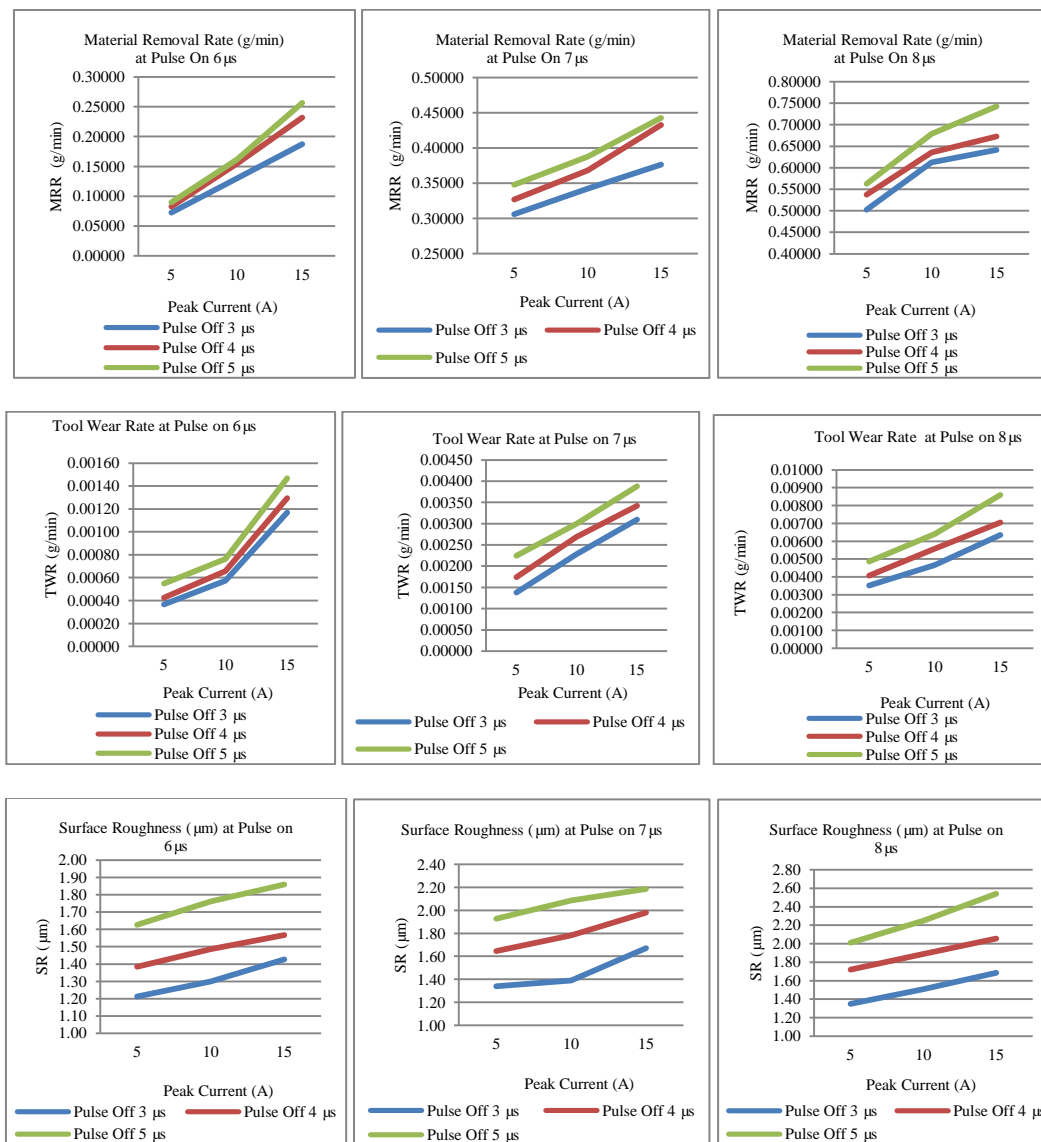 Material Removal Rate (g/min)
at Pulse On 6 µs
0.30000
0.25000
0.20000
0.15000
0.10000
0.05000
0.00000
MRR (g/min)
5 10 15
Peak Current (A)
Pulse Off 3 µs
Pulse Off 4 µs
Pulse Off 5 µs
Material Removal Rate (g/min)
at Pulse On 7 µs
0.50000
0.45000
0.40000
0.35000
0.30000
0.25000
MRR (g/min)
5 10 15
Peak Current (A)
Pulse Off 3 µs Pulse Off 4 µs
Pulse Off 5 µs
Material Removal Rate (g/min)
at Pulse On 8 µs
0.80000
0.75000
0.70000
0.65000
0.60000
0.55000
0.50000
0.45000
0.40000
MRR (g/min)
5 10 15
Peak Current (A)
Pulse Off 3 µs
Pulse Off 4 µs
Pulse Off 5 µs
Tool Wear Rate at Pulse on 6 µs
0.00160
0.00140
0.00120
0.00100
0.00080
0.00060
0.00040
0.00020
0.00000
TWR (g/min)
5 10 15
Peak Current (A)
Pulse Off 3 µs
Pulse Off 4 µs
Pulse Off 5 µs
Tool Wear Rate at Pulse on 7 µs
0.00450
0.00400
0.00350
0.00300
0.00250
0.00200
0.00150
0.00100
0.00050
0.00000
TWR (g/min)
5 10 15
Peak Current (A)
Pulse Off 3 µs Pulse Off 4 µs
Pulse Off 5 µs
Tool Wear Rate at Pulse on 8 µs
0.01000
0.00900
0.00800
0.00700
0.00600
0.00500
0.00400
0.00300
0.00200
0.00100
0.00000
TWR (g/min)
5 10 15
Peak Current (A)
Pulse Off 3 µs
Pulse Off 4 µs
Pulse Off 5 µs
Surface Roughness (µm) at Pulse on
6 µs
2.00
1.90
1.80
1.70
1.60
1.50
1.40
1.30
1.20
1.10
1.00
SR (µm)
5 10 15
Peak Current (A)
Pulse Off 3 µs Pulse Off 4 µs
Pulse Off 5 µs
Surface Roughness (µm) at Pulse on 7 µs
2.40
2.20
2.00
1.80
1.60
1.40
1.20
1.00
SR (µm)
5 10 15
Peak Current (A)
Pulse Off 3 µs Pulse Off 4 µs
Pulse Off 5 µs
Surface Roughness (µm) at Pulse on
8 µs
2.80
2.60
2.40
2.20
2.00
1.80
1.60
1.40
1.20
1.00
SR (µm)
5 10 15
Peak Current (A)
Pulse Off 3 µs Pulse Off 4 µs
Pulse Off 5 µs